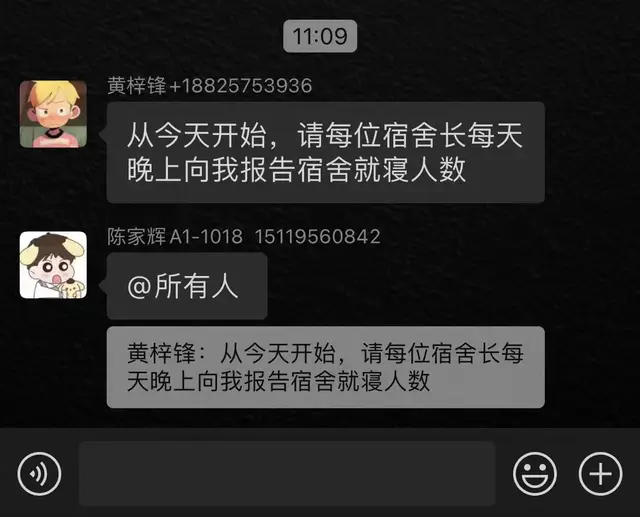 11:09
黄梓锋+18825753936
从今天开始，请每位宿舍长每天
晚上向我报告宿舍就寝人数
陈家辉A1-1018 15119560842
@所有人
黄梓锋：从今天开始，请每位宿舍长每
天晚上向我报告宿舍就寝人数